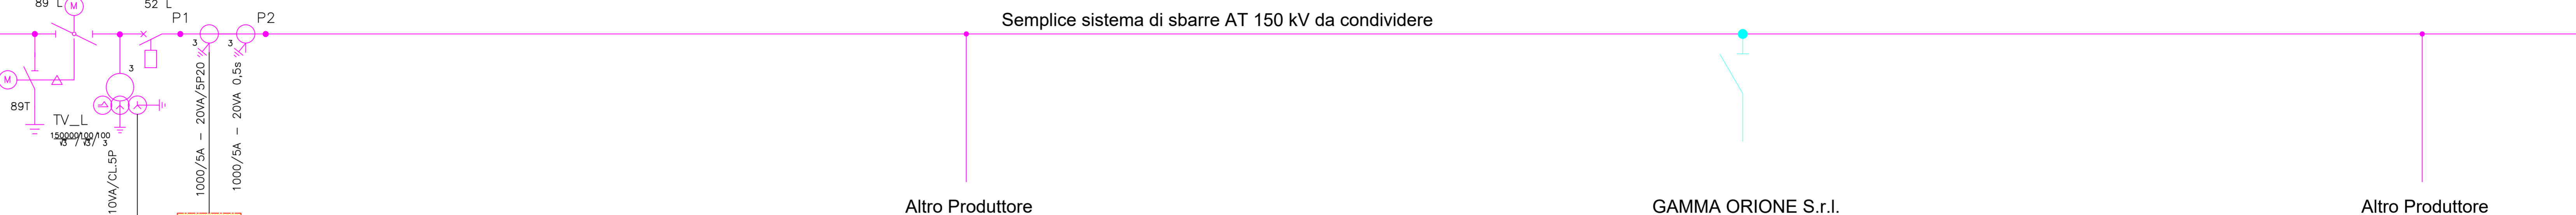 89 L
M
52 L
P1
P2
Semplice sistema di sbarre AT 150 kV da condividere
3
3
3
M
89T
TV_L
10VA/CL.5P
1000/5A - 20VA/5P20
1000/5A - 20VA 0,5s
Altro Produttore
GAMMA ORIONE S.r.l.
Altro Produttore